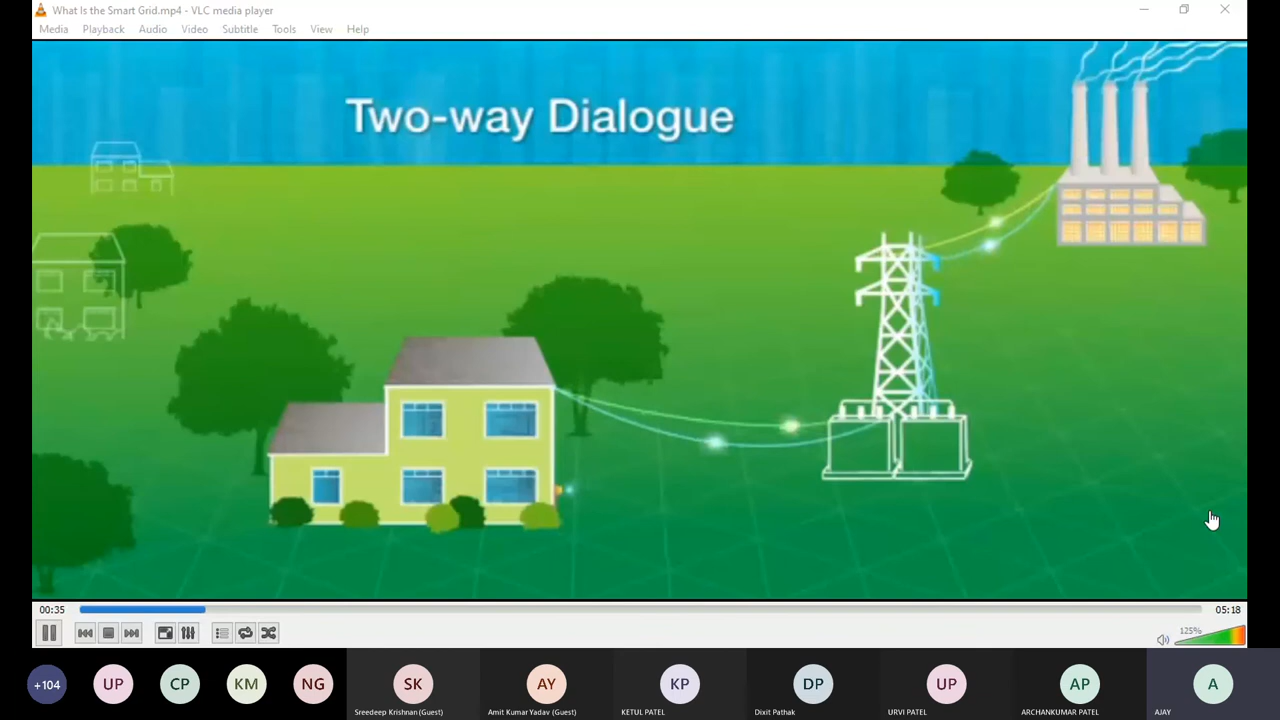 What Is the Smart Grid.mp4 - VLC media player
Media Playback Audio Video Subtitle Tools View Help
Two-way Dialogue
00:35
05:18
125%
+104 UP CP KM NG SK AY KP DP UP AP A
Sreedeep Krishnan (Guest) Amit Kumar Yadav (Guest) KETUL PATEL Dixit Pathak URVI PATEL ARCHANKUMAR PATEL AJAY